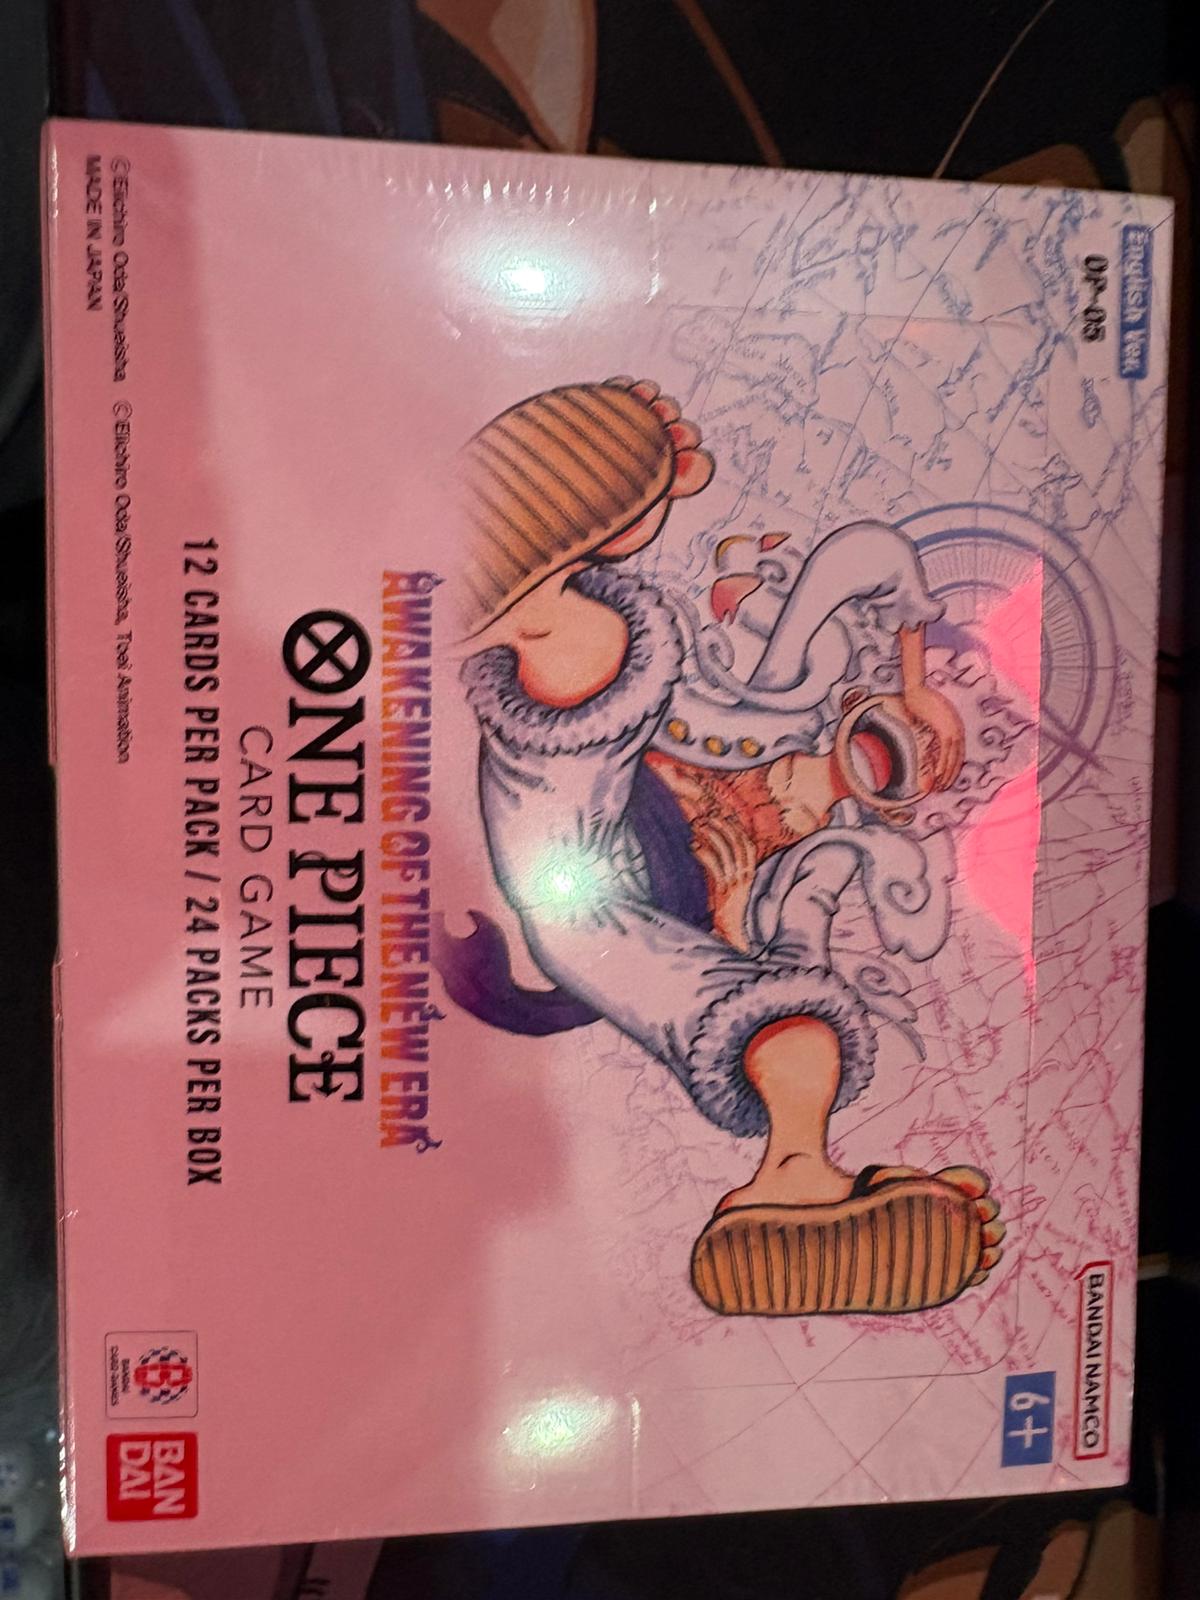 English Ver.
OP-05
BANDAI NAMCO
6+
AWAKENING OF THE NEW ERA
ONE PIECE
CARD GAME
12 CARDS PER PACK / 24 PACKS PER BOX
©Eiichiro Oda/Shueisha ©Eiichiro Oda/Shueisha, Toei Animation
MADE IN JAPAN
BANDAI
CARD GAMES
BAN
DAI